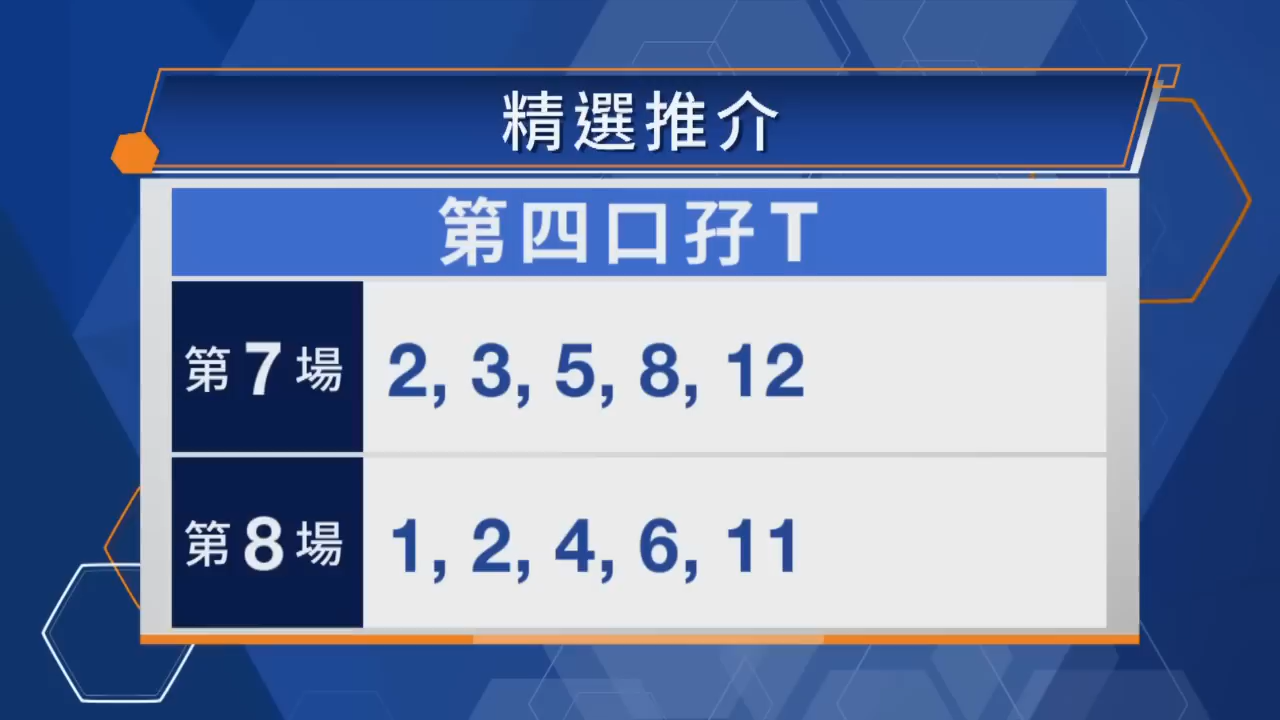 精選推介
第四口孖T
第7場 2, 3, 5, 8, 12
第8場 1, 2, 4, 6, 11